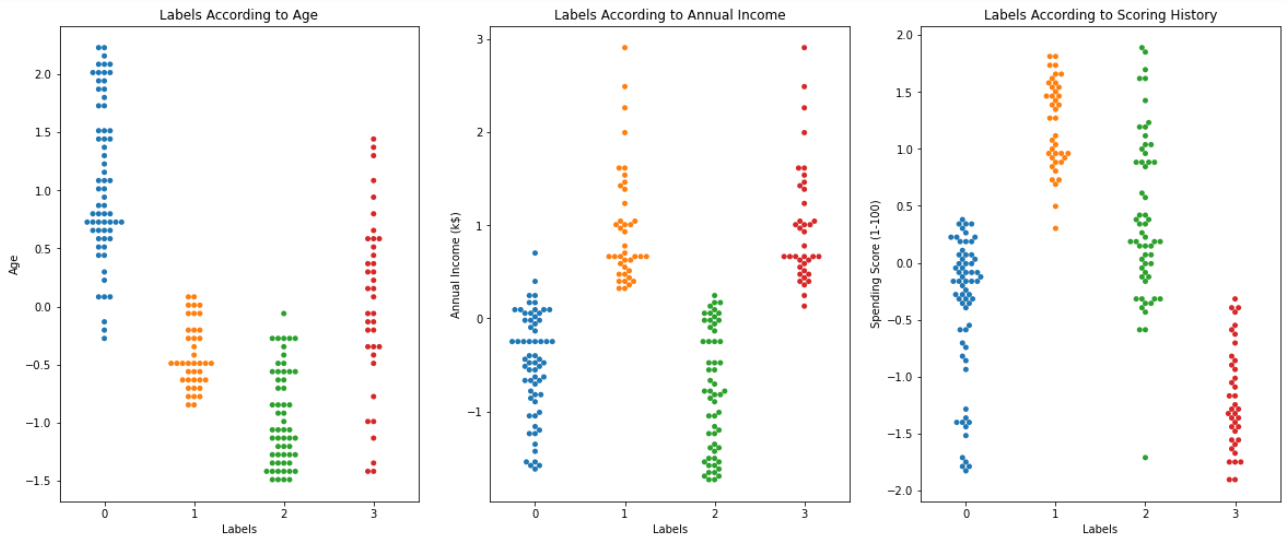 Labels According to Age
Labels According to Annual Income
Labels According to Scoring History
Age
2.0
1.5
1.0
0.5
0.0
−0.5
−1.0
−1.5
0 1 2 3
Labels
Annual Income (k$)
3
2
1
0
−1
0 1 2 3
Labels
Spending Score (1-100)
2.0
1.5
1.0
0.5
0.0
−0.5
−1.0
−1.5
−2.0
0 1 2 3
Labels